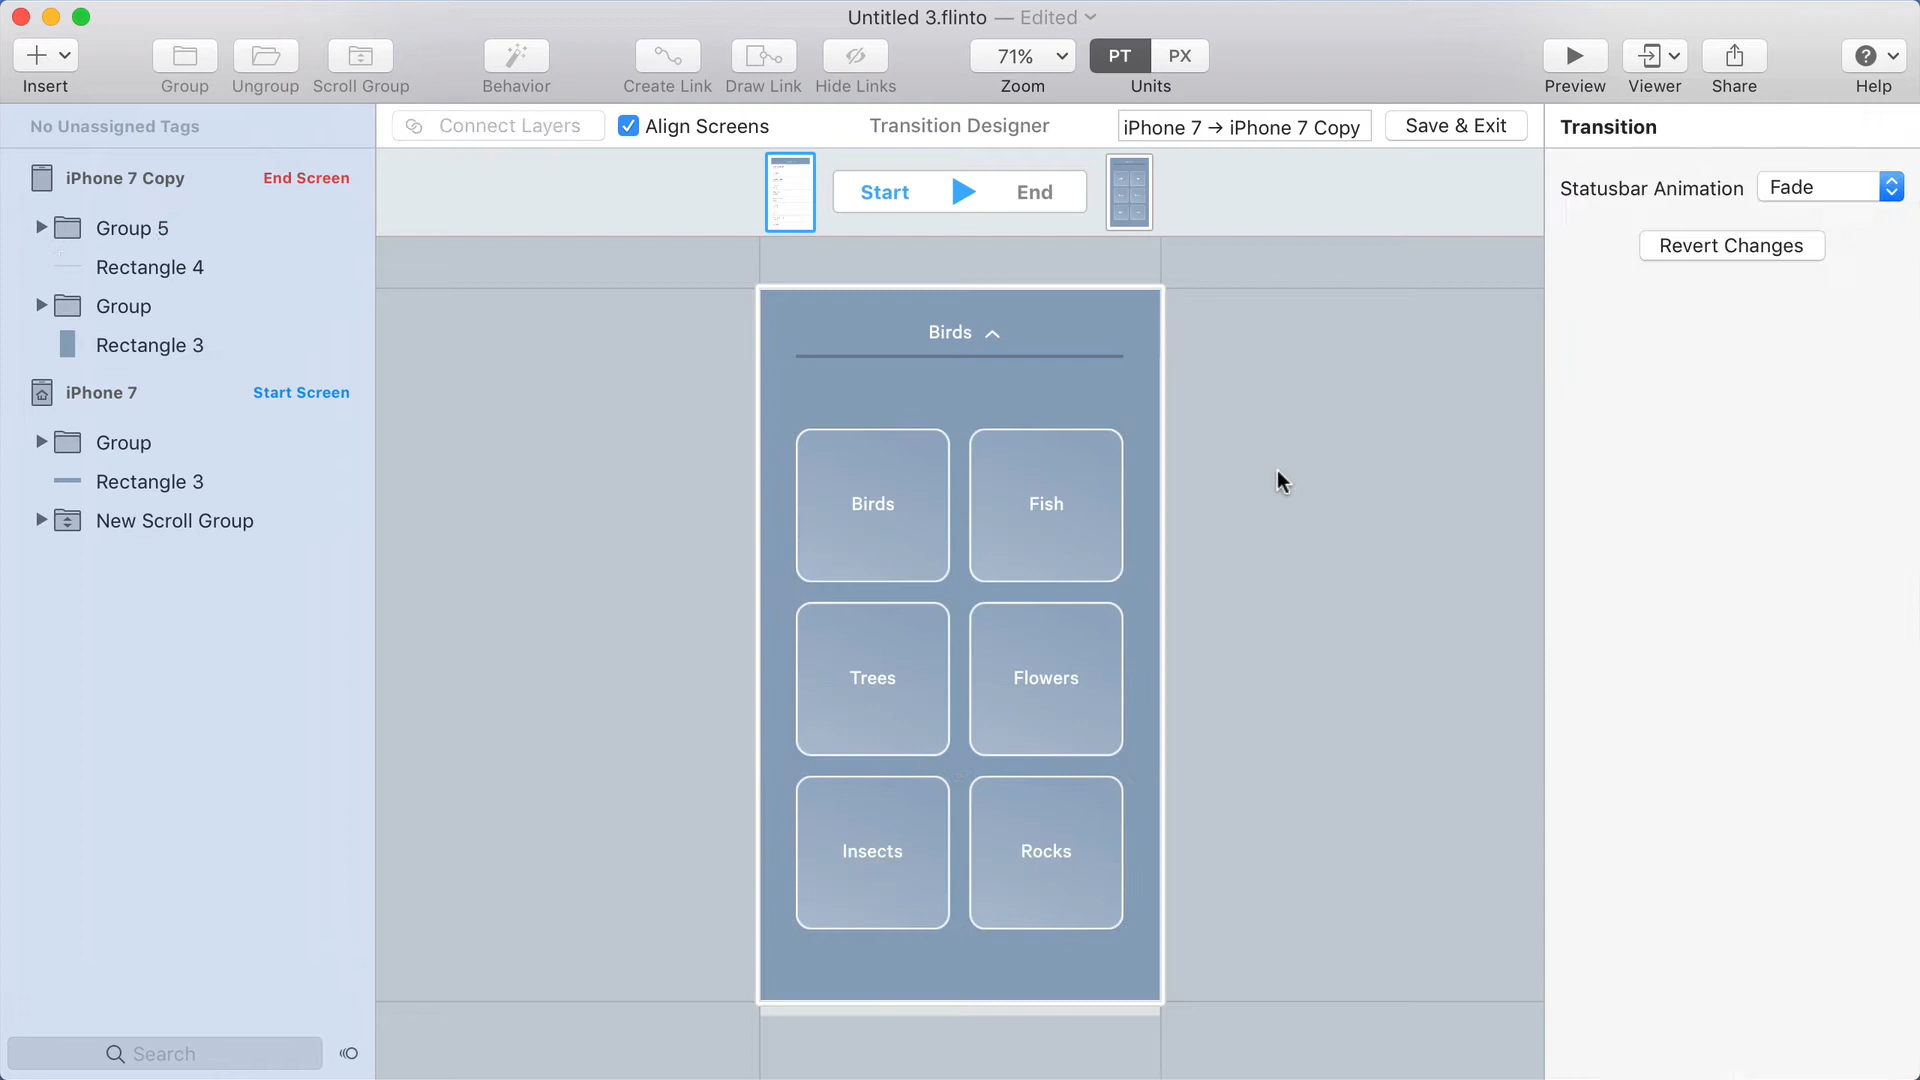 Untitled 3.flinto — Edited
Insert
Group
Ungroup
Scroll Group
Behavior
Create Link
Draw Link
Hide Links
71%
Zoom
PT
PX
Units
Preview
Viewer
Share
Help
No Unassigned Tags
Connect Layers
Align Screens
Transition Designer
iPhone 7 → iPhone 7 Copy
Save & Exit
Transition
iPhone 7 Copy
End Screen
Group 5
Rectangle 4
Group
Rectangle 3
iPhone 7
Start Screen
Group
Rectangle 3
New Scroll Group
Search
Start
End
Birds
Birds
Fish
Trees
Flowers
Insects
Rocks
Statusbar Animation
Fade
Revert Changes